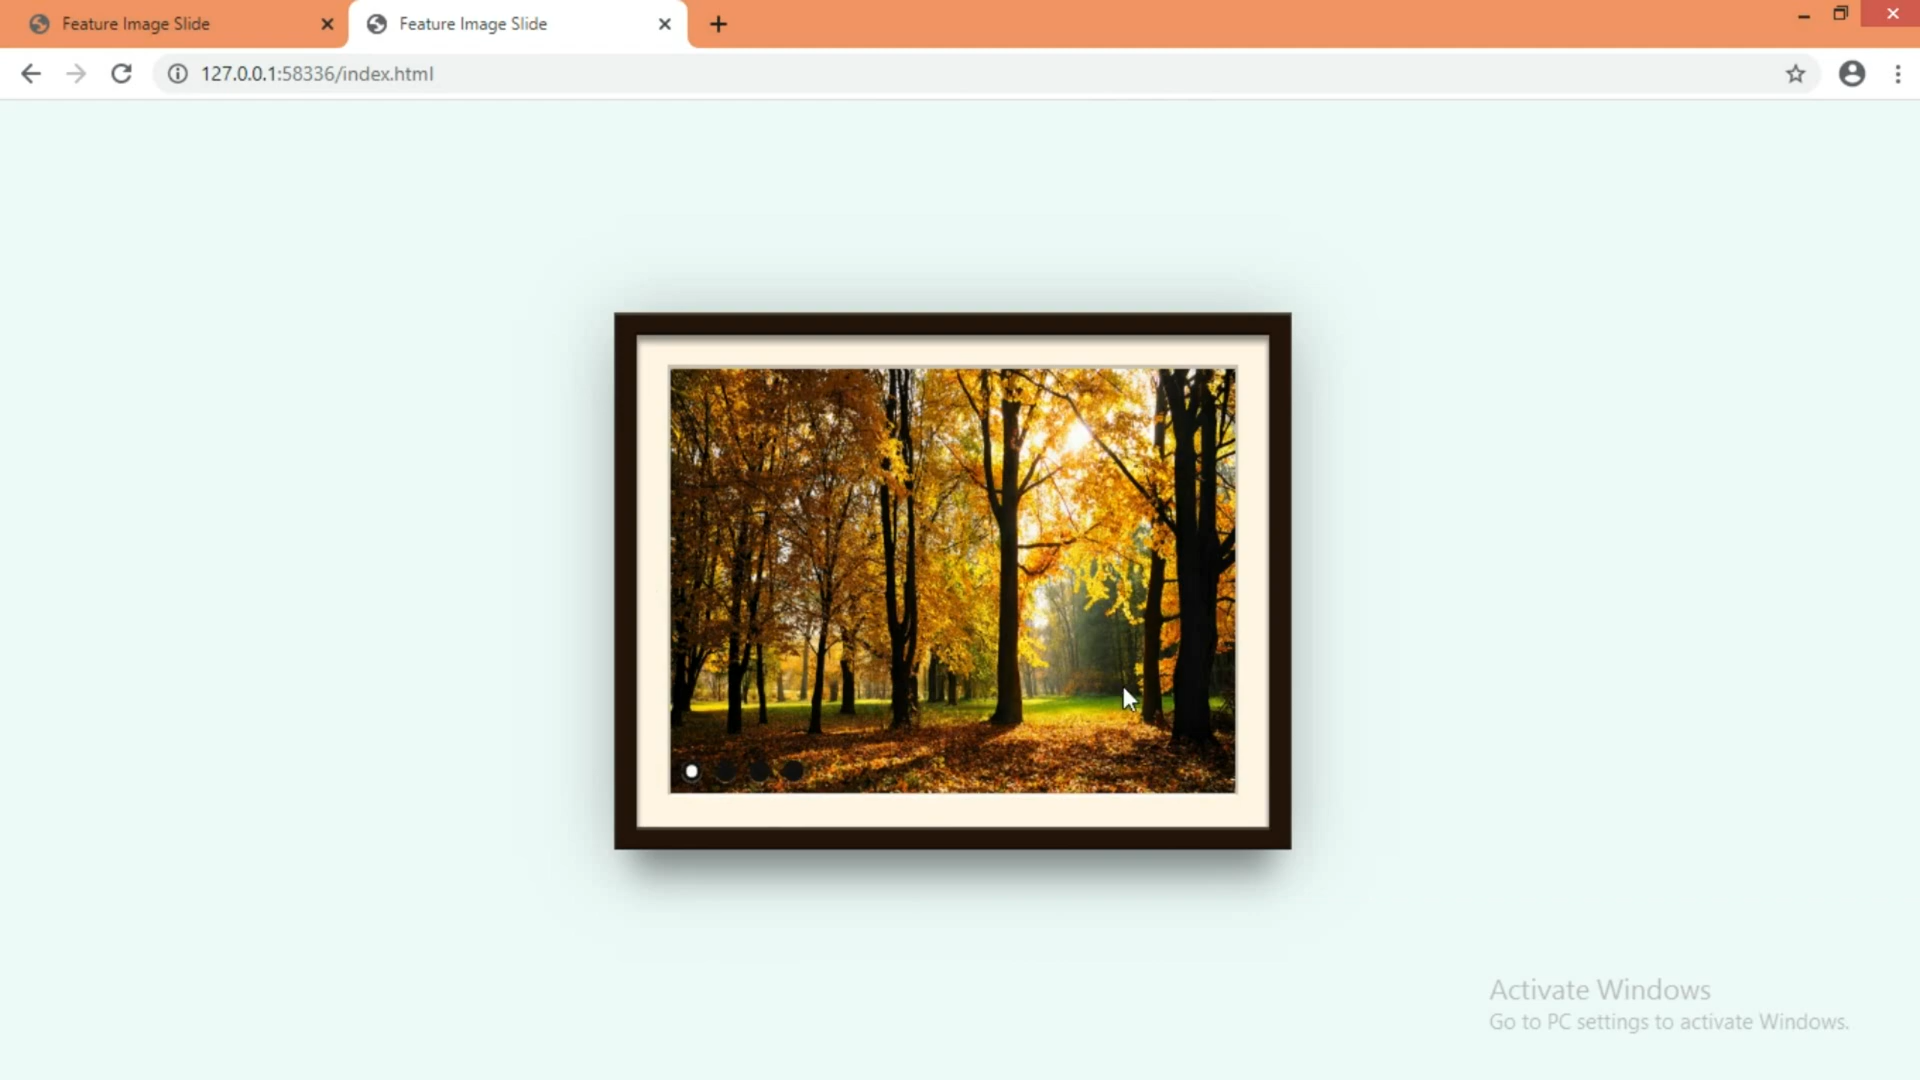 Feature Image Slide
Feature Image Slide
127.0.0.1:58336/index.html
Activate Windows
Go to PC settings to activate Windows.